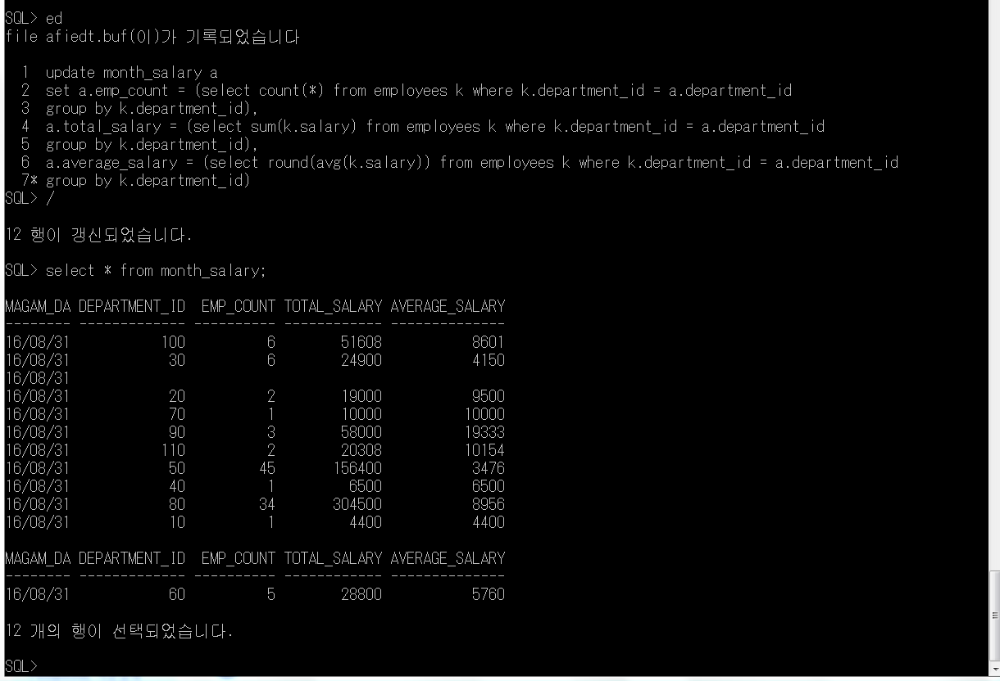 SQL> ed
file afiedt.buf(이)가 기록되었습니다
1 update month_salary a
2 set a.emp_count = (select count(*) from employees k where k.department_id = a.department_id
3 group by k.department_id),
4 a.total_salary = (select sum(k.salary) from employees k where k.department_id = a.department_id
5 group by k.department_id),
6 a.average_salary = (select round(avg(k.salary)) from employees k where k.department_id = a.department_id
7* group by k.department_id)
SQL> /
12 행이 갱신되었습니다.
SQL> select * from month_salary;
MAGAM_DA DEPARTMENT_ID EMP_COUNT TOTAL_SALARY AVERAGE_SALARY
-------- ------------- ---------- ------------ --------------
16/08/31 100 6 51608 8601
16/08/31 30 6 24900 4150
16/08/31
16/08/31 20 2 19000 9500
16/08/31 70 1 10000 10000
16/08/31 90 3 58000 19333
16/08/31 110 2 20308 10154
16/08/31 50 45 156400 3476
16/08/31 40 1 6500 6500
16/08/31 80 34 304500 8956
16/08/31 10 1 4400 4400
MAGAM_DA DEPARTMENT_ID EMP_COUNT TOTAL_SALARY AVERAGE_SALARY
-------- ------------- ---------- ------------ --------------
16/08/31 60 5 28800 5760
12 개의 행이 선택되었습니다.
SQL>